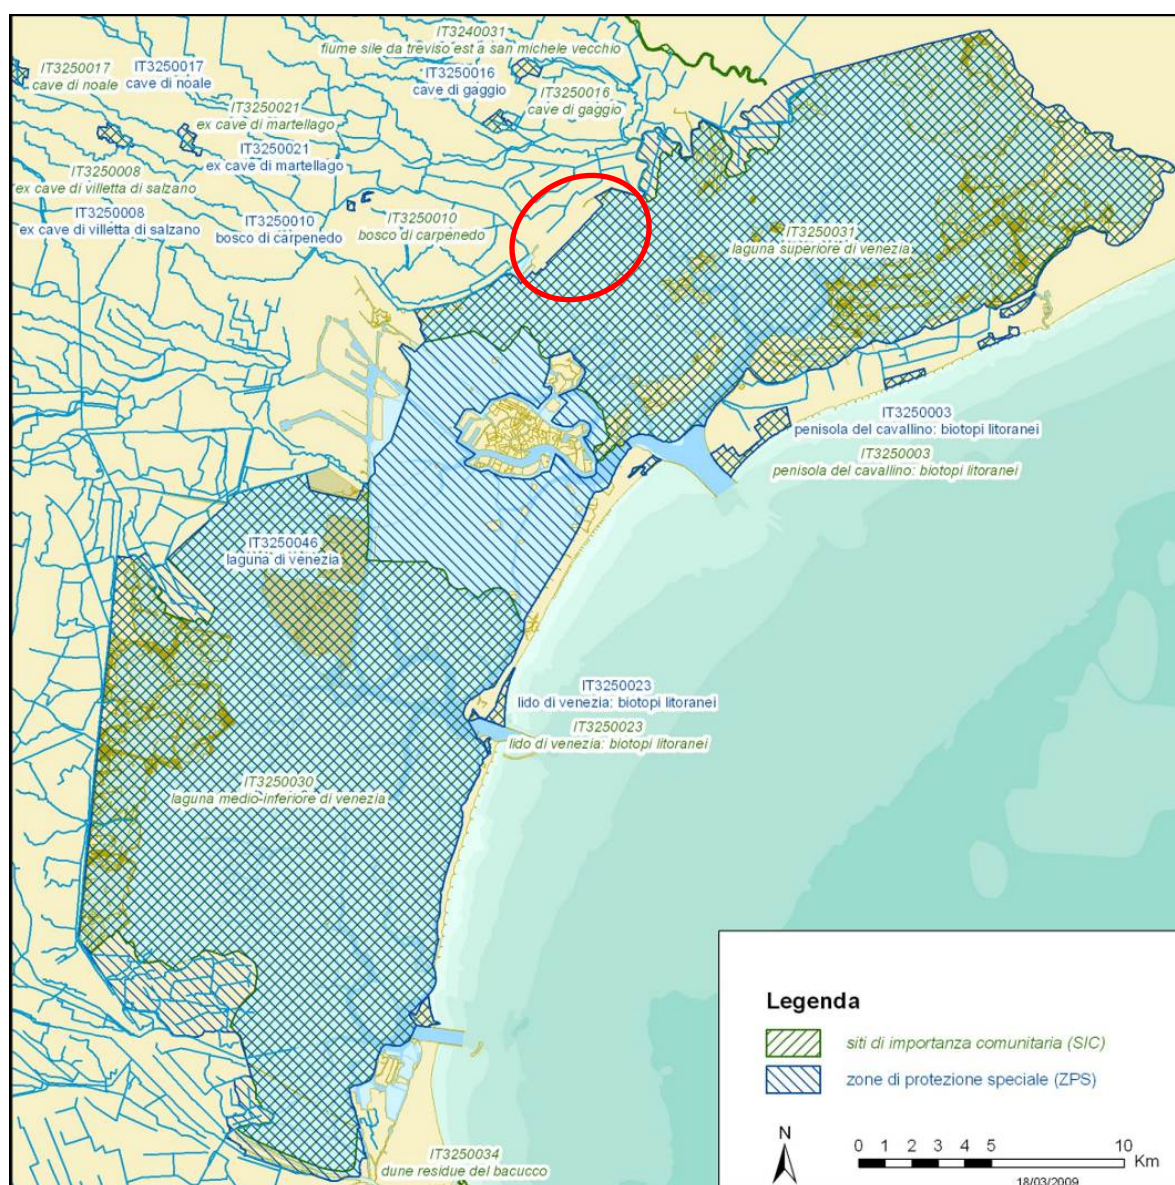 IT3240031
fiume sile da treviso est a san michele vecchio
IT3250017
cave di noale
IT3250017
cave di noale
IT3250016
cave di gaggio
IT3250016
cave di gaggio
IT3250021
ex cave di martellago
IT3250021
ex cave di martellago
IT3250008
ex cave di villetta di salzano
IT3250008
ex cave di villetta di salzano
IT3250010
bosco di carpenedo
IT3250010
bosco di carpenedo
IT3250031
laguna superiore di venezia
IT3250003
penisola del cavallino: biotopi litoranei
IT3250003
penisola del cavallino: biotopi litoranei
IT3250046
laguna di venezia
IT3250023
lido di venezia: biotopi litoranei
IT3250023
lido di venezia: biotopi litoranei
IT3250030
laguna medio-inferiore di venezia
IT3250034
dune residue del bacucco
Legenda
siti di importanza comunitaria (SIC)
zone di protezione speciale (ZPS)
N
0 1 2 3 4 5 10
Km
18/03/2009